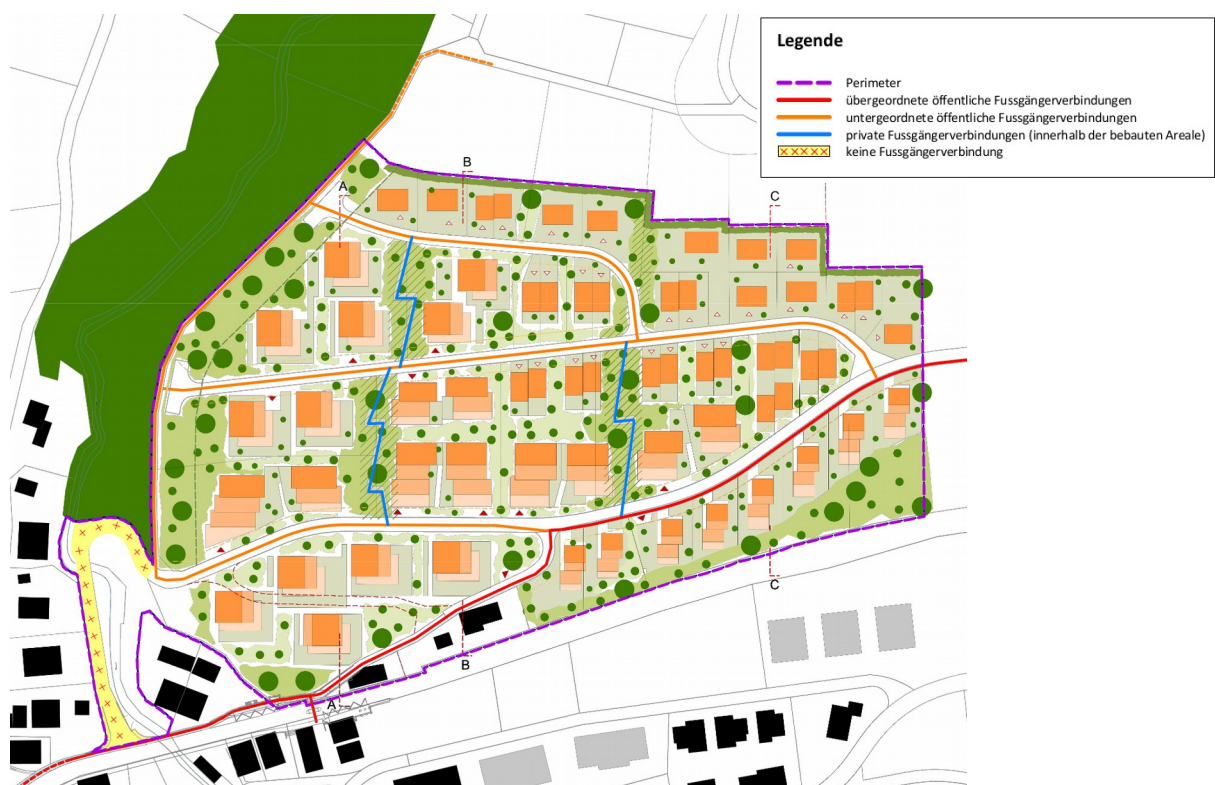 Legende
Perimeter
übergeordnete öffentliche Fussgängerverbindungen
untergeordnete öffentliche Fussgängerverbindungen
private Fussgängerverbindungen (innerhalb der bebauten Areale)
keine Fussgängerverbindung
B
A
C
C
B
A